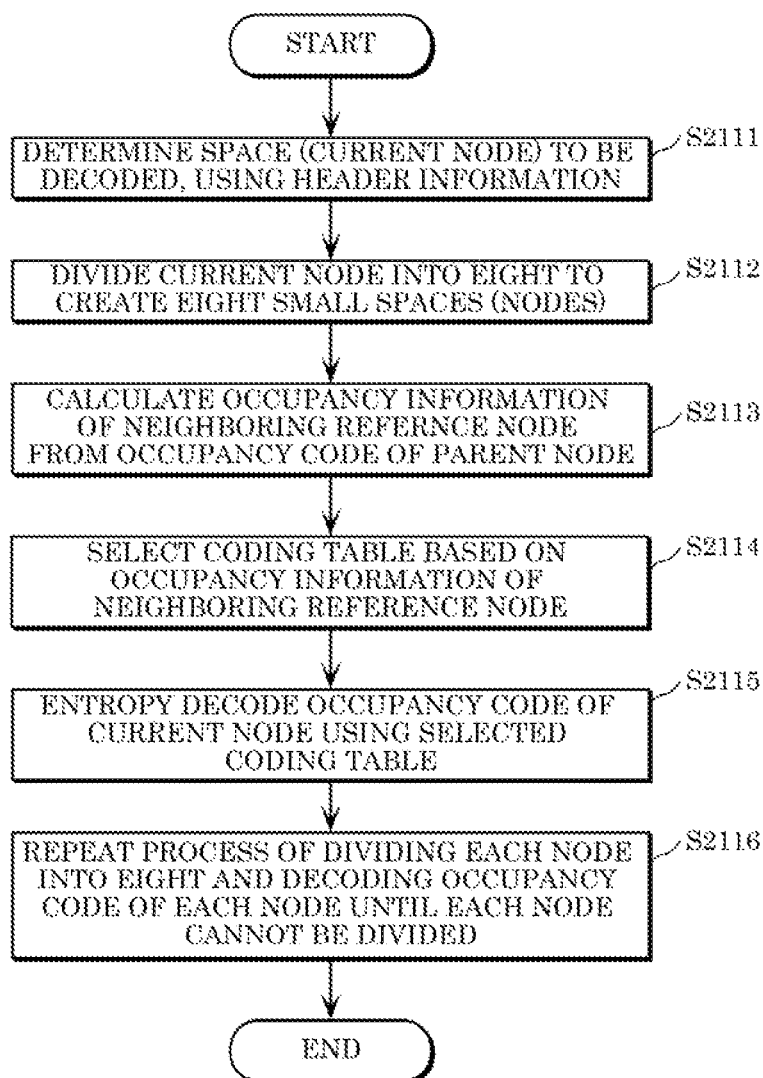 START
DETERMINE SPACE (CURRENT NODE) TO BE
DECODED, USING HEADER INFORMATION
S2111
DIVIDE CURRENT NODE INTO EIGHT TO
CREATE EIGHT SMALL SPACES (NODES)
S2112
CALCULATE OCCUPANCY INFORMATION
OF NEIGHBORING REFERNCE NODE
FROM OCCUPANCY CODE OF PARENT NODE
S2113
SELECT CODING TABLE BASED ON
OCCUPANCY INFORMATION OF
NEIGHBORING REFERENCE NODE
S2114
ENTROPY DECODE OCCUPANCY CODE OF
CURRENT NODE USING SELECTED
CODING TABLE
S2115
REPEAT PROCESS OF DIVIDING EACH NODE
INTO EIGHT AND DECODING OCCUPANCY
CODE OF EACH NODE UNTIL EACH NODE
CANNOT BE DIVIDED
S2116
END